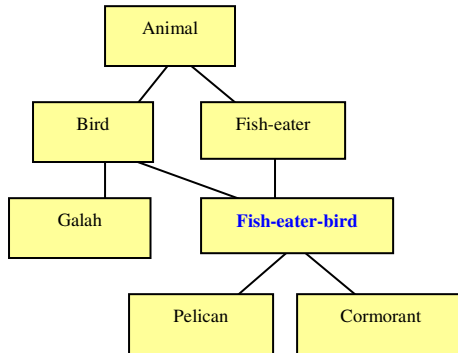 Animal
Bird
Fish-eater
Galah
Fish-eater-bird
Pelican
Cormorant